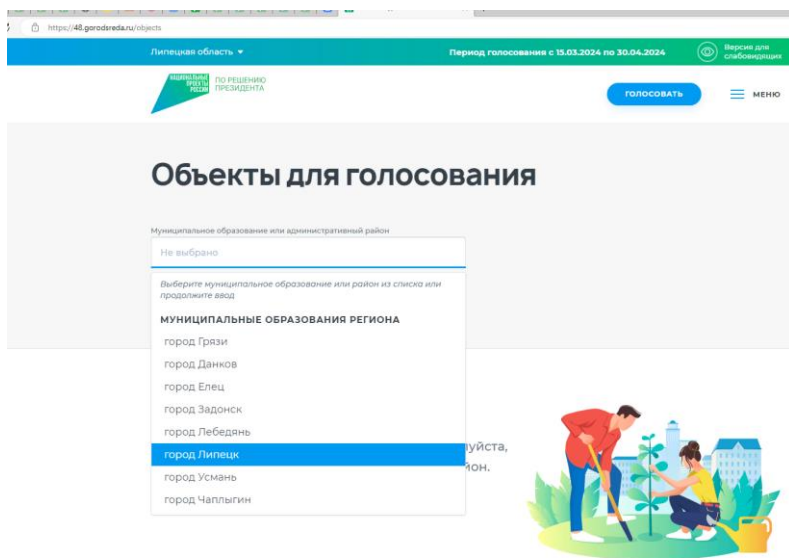 https://48.gorodsreda.ru/objects
Липецкая область
Период голосования с 15.03.2024 по 30.04.2024
Версия для
слабовидящих
НАЦИОНАЛЬНЫЕ
ПРОЕКТЫ
РОССИИ
ПО РЕШЕНИЮ
ПРЕЗИДЕНТА
ГОЛОСОВАТЬ
МЕНЮ
Объекты для голосования
Муниципальное образование или административный район
Не выбрано
Выберите муниципальное образование или район из списка или
продолжите ввод
МУНИЦИПАЛЬНЫЕ ОБРАЗОВАНИЯ РЕГИОНА
город Грязи
город Данков
город Елец
город Задонск
город Лебедянь
город Липецк
город Усмань
город Чаплыгин